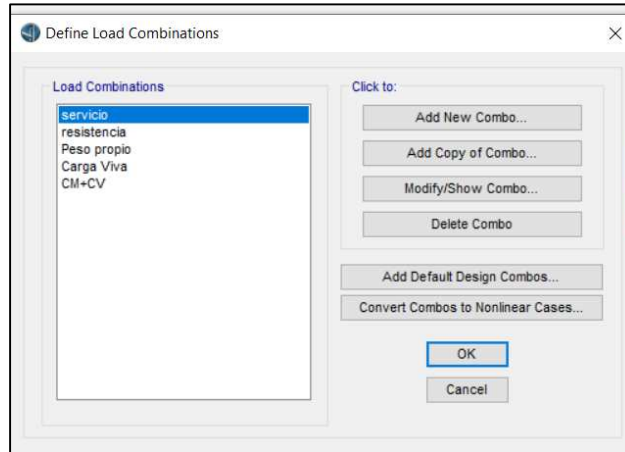 Define Load Combinations
Load Combinations
servicio
resistencia
Peso propio
Carga Viva
CM+CV
Click to:
Add New Combo...
Add Copy of Combo...
Modify/Show Combo...
Delete Combo
Add Default Design Combos...
Convert Combos to Nonlinear Cases...
OK
Cancel